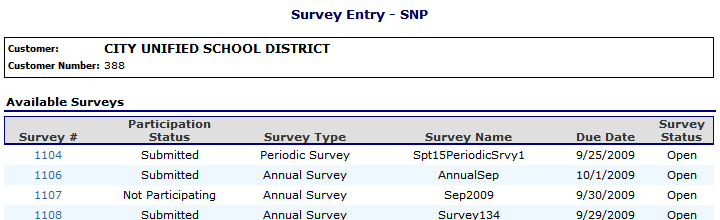 Survey Entry - SNP
Customer: CITY UNIFIED SCHOOL DISTRICT
Customer Number: 388
Available Surveys
Survey # Participation Status Survey Type Survey Name Due Date Survey Status
1104 Submitted Periodic Survey Spt15PeriodicSrvy1 9/25/2009 Open
1106 Submitted Annual Survey AnnualSep 10/1/2009 Open
1107 Not Participating Annual Survey Sep2009 9/30/2009 Open
1108 Submitted Annual Survey Survey134 9/29/2009 Open